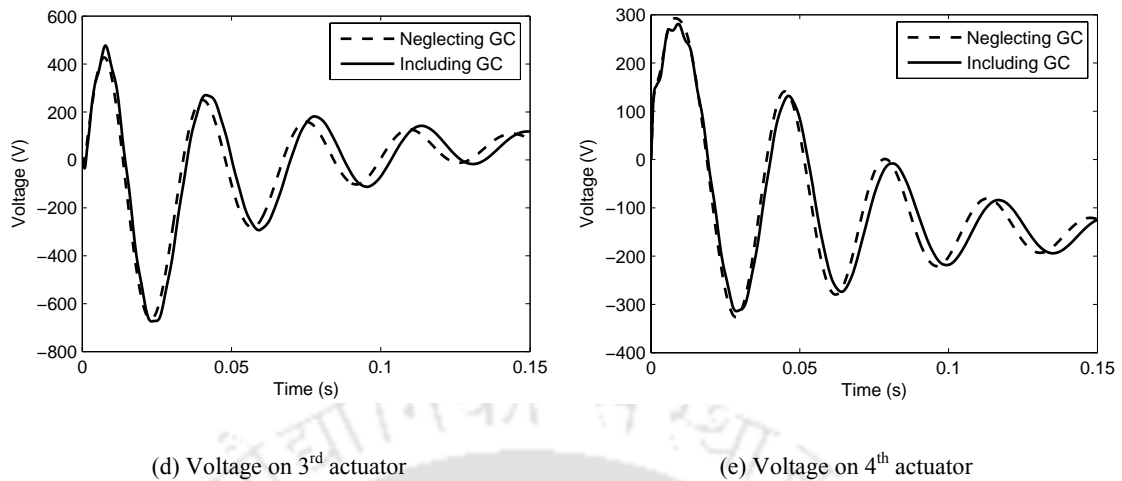 600
400
200
0
−200
−400
−600
−800
0
0.05
0.1
0.15
Voltage (V)
Time (s)
Neglecting GC
Including GC
300
200
100
0
−100
−200
−300
−400
0
0.05
0.1
0.15
Voltage (V)
Time (s)
Neglecting GC
Including GC
(d) Voltage on 3rd actuator
(e) Voltage on 4th actuator